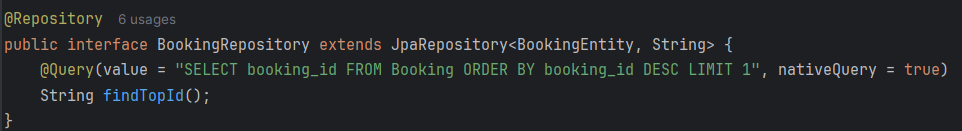 @Repository 6 usages
public interface BookingRepository extends JpaRepository<BookingEntity, String> {
    @Query(value = "SELECT booking_id FROM Booking ORDER BY booking_id DESC LIMIT 1", nativeQuery = true)
    String findTopId();
}